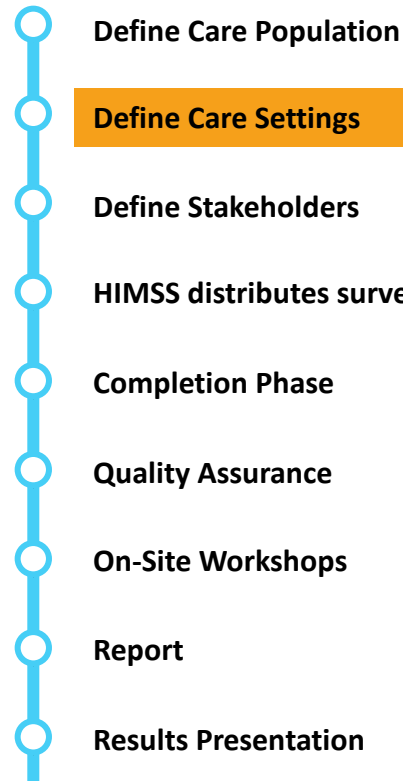 Define Care Population
Define Care Settings
Define Stakeholders
HIMSS distributes
Completion Phase
Quality Assurance
On-Site Workshops
Report
Results Presentation